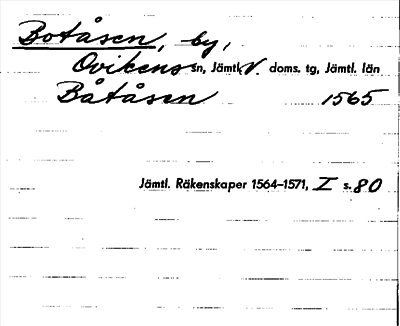 Botåsen, by,
Ovikens sn, Jämtl. V. doms. tg, Jämtl. län
Båtåsen 1565
Jämtl. Räkenskaper 1564-1571, I s. 80